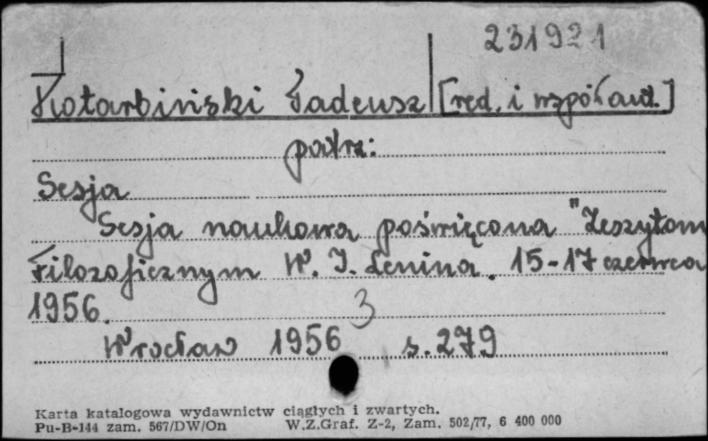 231921
Kotarbiński Tadeusz [red. i współaut.]
patrz:
Sesja
Sesja naukowa poświęcona "Zeszytom
Filozoficznym W. I. Lenina. 15-17 czerwca
1956.
3
Wrocław 1956 s. 279
Karta katalogowa wydawnictw ciągłych i zwartych.
Pu-B-144 zam. 567/DW/On W.Z.Graf. Z-2, Zam. 502/77, 6 400 000